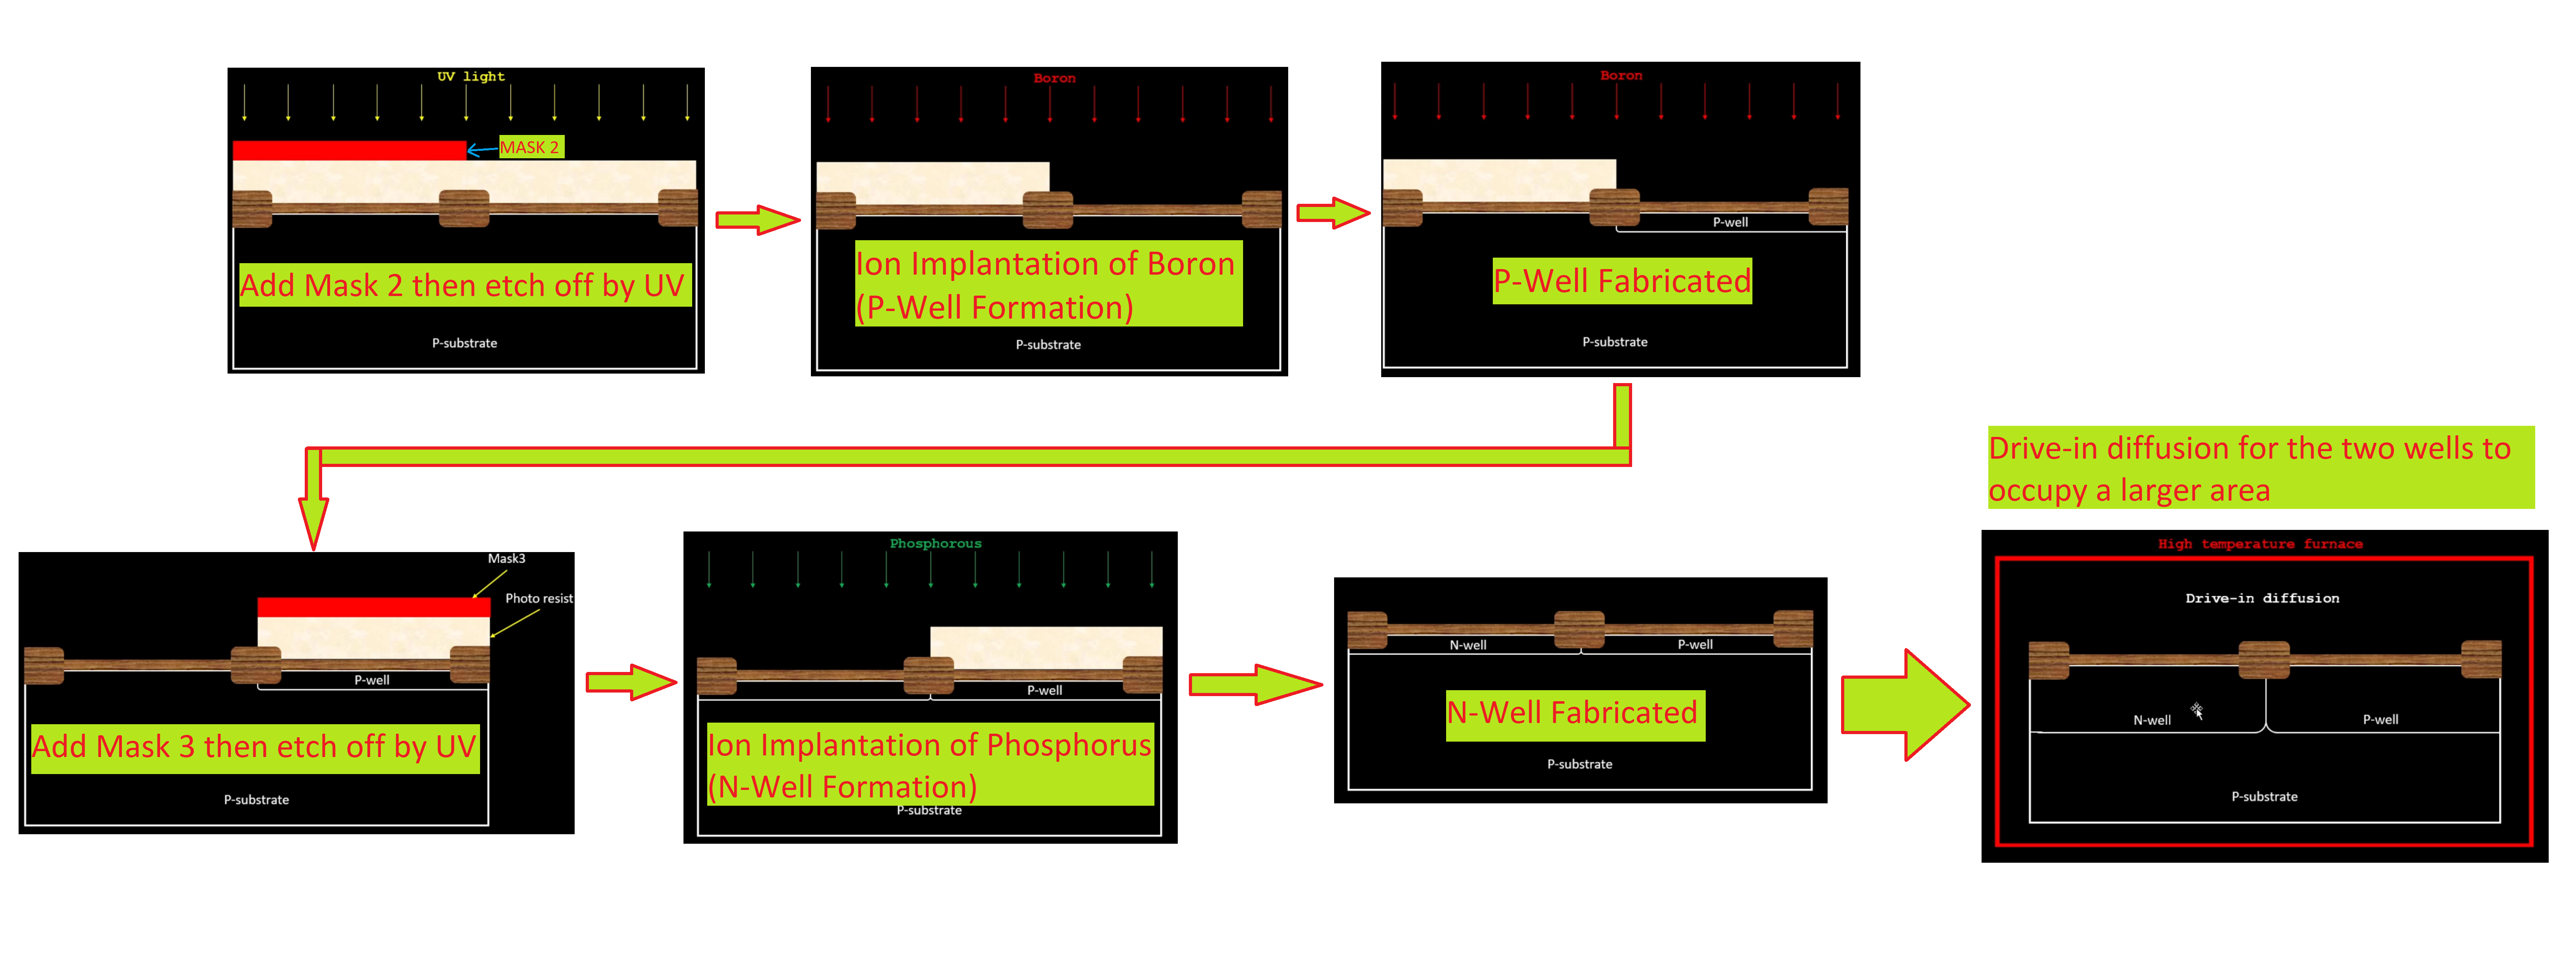 UV light
MASK 2
Add Mask 2 then etch off by UV
P-substrate
Boron
Ion Implantation of Boron
(P-Well Formation)
P-substrate
Boron
P-well
P-Well Fabricated
P-substrate
Mask3
Photo resist
P-well
Add Mask 3 then etch off by UV
P-substrate
Phosphorous
P-well
Ion Implantation of Phosphorus
(N-Well Formation)
P-substrate
N-well
P-well
N-Well Fabricated
P-substrate
Drive-in diffusion for the two wells to
occupy a larger area
High temperature furnace
Drive-in diffusion
N-well
P-well
P-substrate